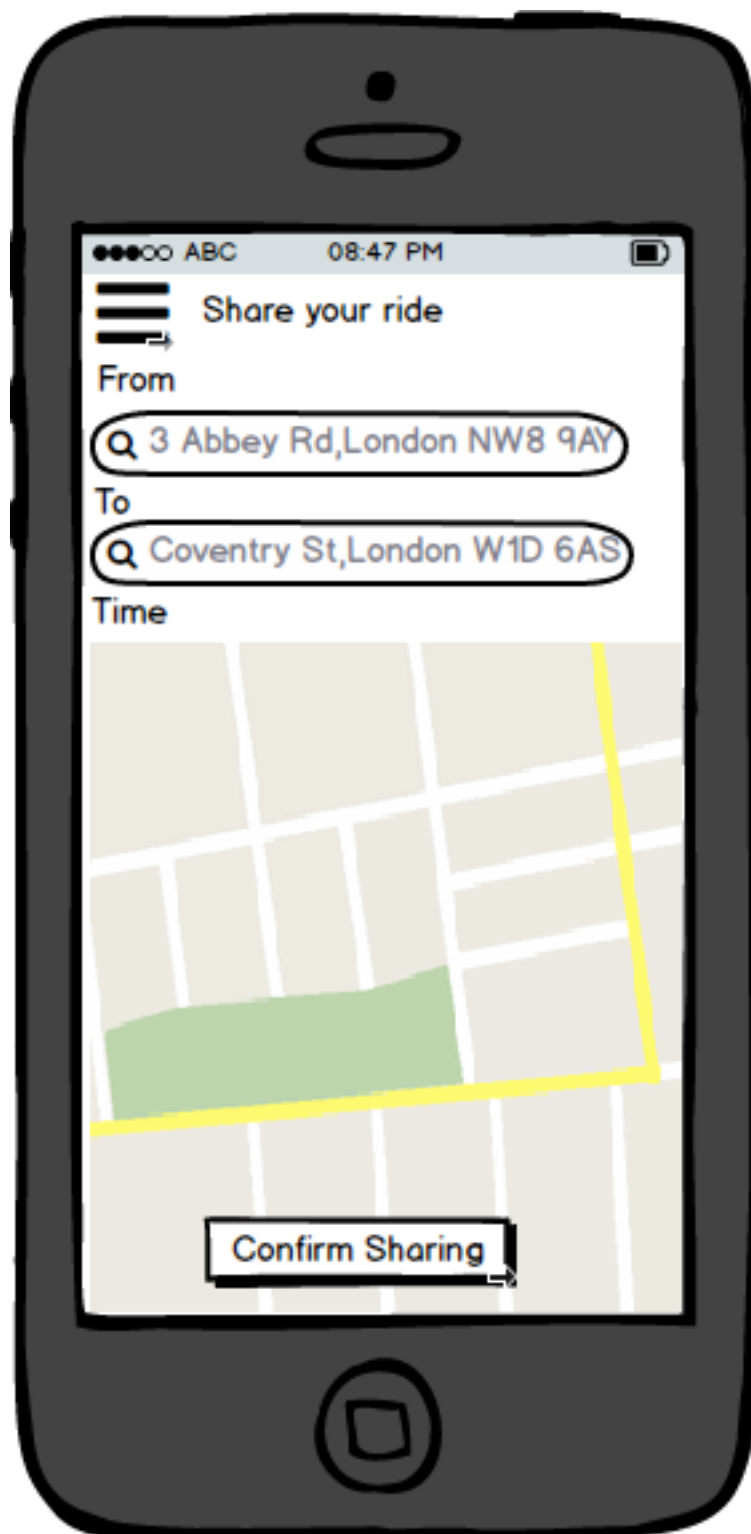 ABC 08:47 PM
Share your ride
From
3 Abbey Rd,London NW8 9AY
To
Coventry St,London W1D 6AS
Time
Confirm Sharing